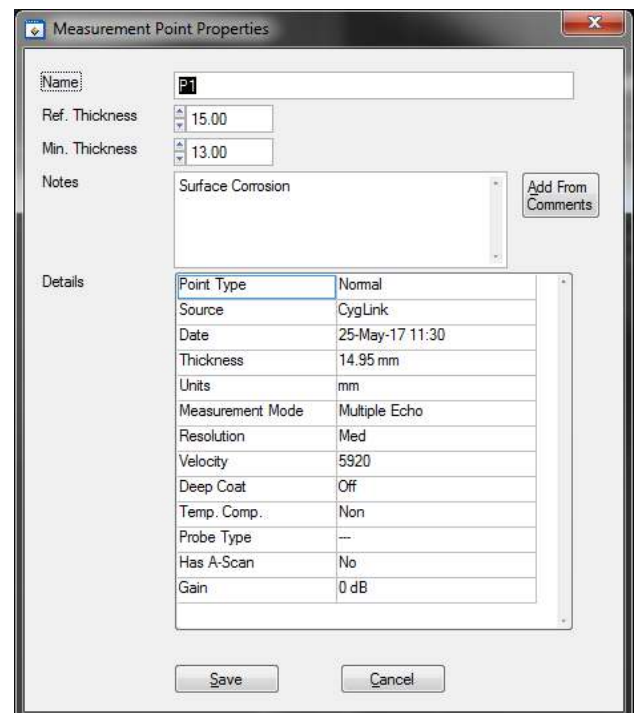 Measurement Point Properties
Name P1
Ref. Thickness 15.00
Min. Thickness 13.00
Notes Surface Corrosion Add From
Comments
Details Point Type Normal
Source CygLink
Date 25-May-17 11:30
Thickness 14.95 mm
Units mm
Measurement Mode Multiple Echo
Resolution Med
Velocity 5920
Deep Coat Off
Temp. Comp. Non
Probe Type ---
Has A-Scan No
Gain 0 dB
Save Cancel